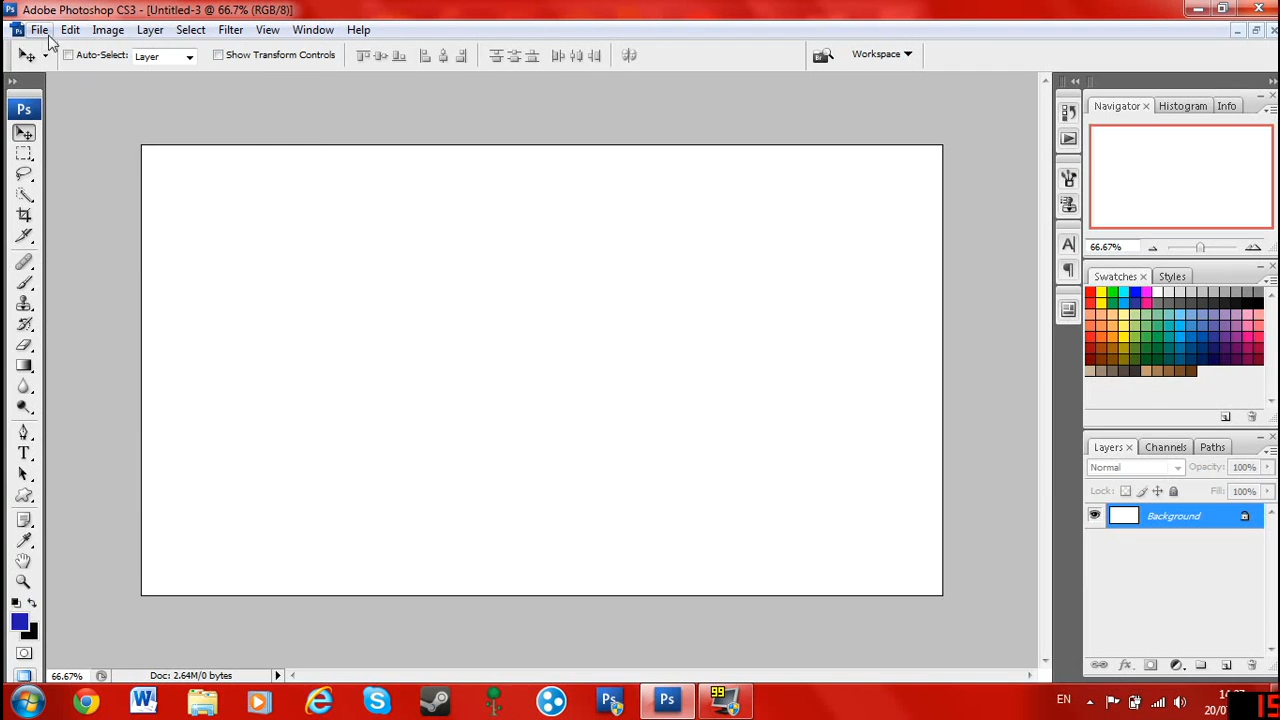 Adobe Photoshop CS3 - [Untitled-3 @ 66.7% (RGB/8)]
File Edit Image Layer Select Filter View Window Help
Auto-Select: Layer Show Transform Controls Workspace
Ps
Navigator Histogram Info
66.67%
Swatches Styles
Layers Channels Paths
Normal Opacity: 100%
Lock: Fill: 100%
Background
66.67% Doc: 2.64M/0 bytes
EN